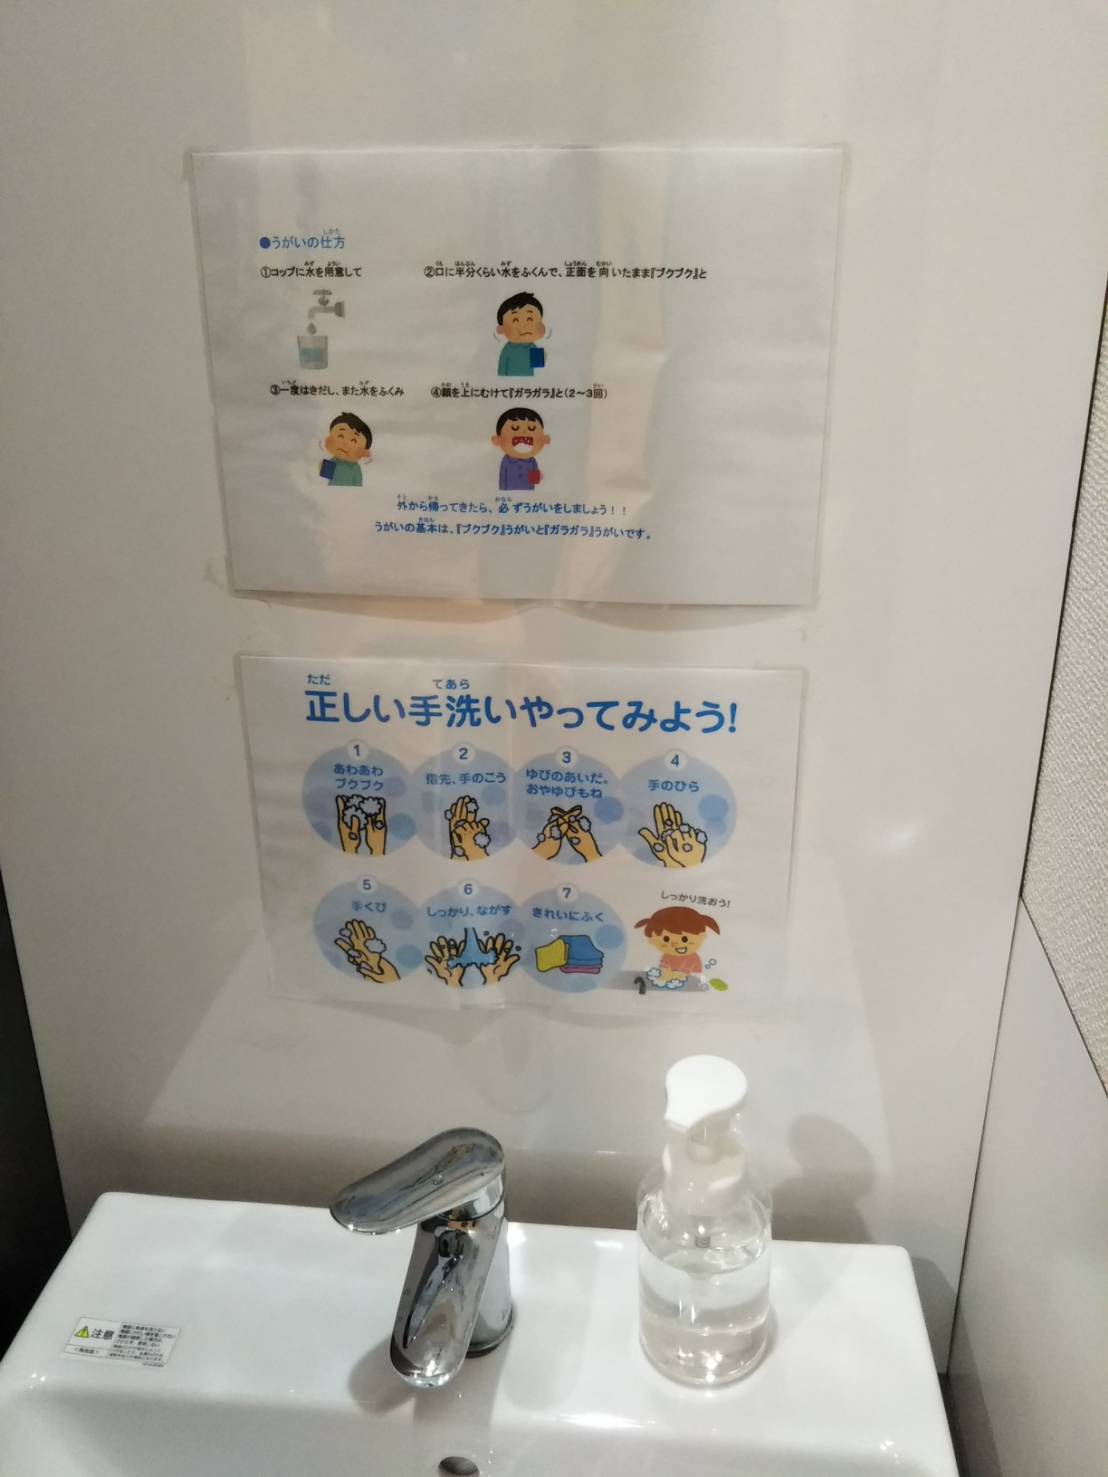 ●うがいの仕方
①コップに水を用意して
②口に半分くらい水をふくんで、正面を向いたまま『ブクブク』と
③一度はきだし、また水をふくみ
④顔を上にむけて『ガラガラ』と(2～3回)
外から帰ってきたら、必ずうがいをしましょう！！
うがいの基本は、『ブクブク』うがいと『ガラガラ』うがいです。
ただ てあら
正しい手洗いやってみよう!
1
あわあわ
ブクブク
2
指先、手のこう
3
ゆびのあいだ。
おやゆびもね
4
手のひら
5
手くび
6
しっかり、ながす
7
きれいにふく
しっかり洗おう!
注意